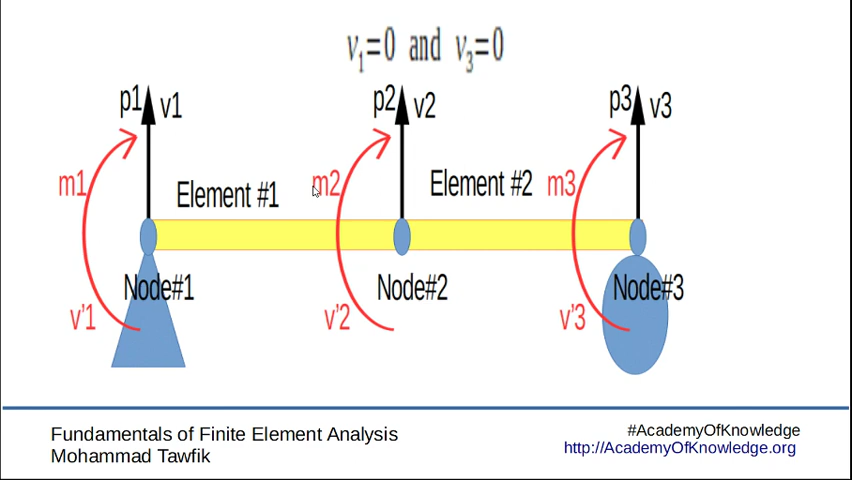 v1=0 and v3=0
p1 v1
p2 v2
p3 v3
m1
Element #1
m2
Element #2
m3
Node#1
Node#2
Node#3
v'1
v'2
v'3
Fundamentals of Finite Element Analysis
Mohammad Tawfik
#AcademyOfKnowledge
http://AcademyOfKnowledge.org